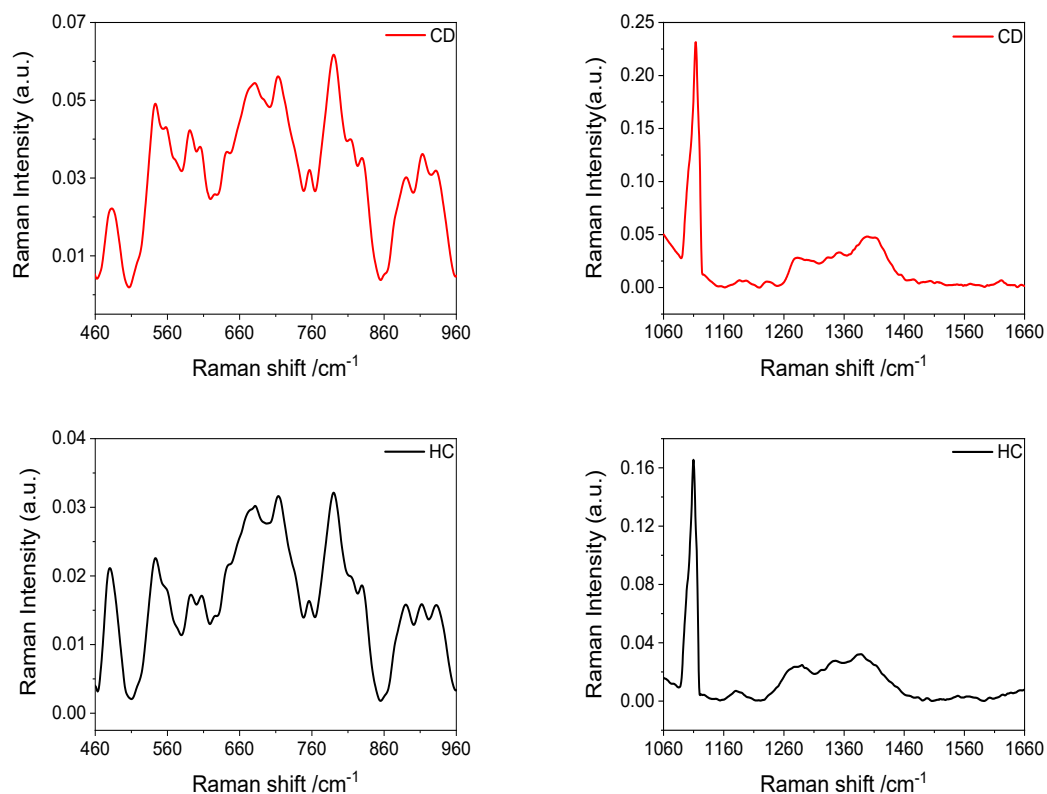 CD
0.07
0.05
0.03
0.01
460 560 660 760 860 960
Raman Intensity (a.u.)
Raman shift /cm-1
CD
0.25
0.20
0.15
0.10
0.05
0.00
1060 1160 1260 1360 1460 1560 1660
Raman Intensity(a.u.)
Raman shift /cm-1
HC
0.04
0.03
0.02
0.01
0.00
460 560 660 760 860 960
Raman Intensity (a.u.)
Raman shift /cm-1
HC
0.16
0.12
0.08
0.04
0.00
1060 1160 1260 1360 1460 1560 1660
Raman Intensity (a.u.)
Raman shift /cm-1